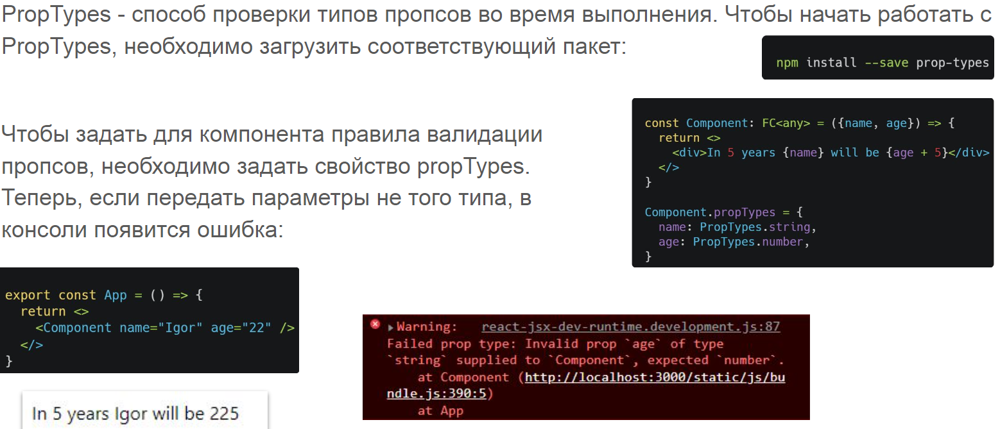 PropTypes - способ проверки типов пропсов во время выполнения. Чтобы начать работать с
PropTypes, необходимо загрузить соответствующий пакет:
npm install --save prop-types
Чтобы задать для компонента правила валидации
пропсов, необходимо задать свойство propTypes.
Теперь, если передать параметры не того типа, в
консоли появится ошибка:
const Component: FC<any> = ({name, age}) => {
  return <>
    <div>In 5 years {name} will be {age + 5}</div>
  </>
}
Component.propTypes = {
  name: PropTypes.string,
  age: PropTypes.number,
}
export const App = () => {
  return <>
    <Component name="Igor" age="22" />
  </>
}
Warning: react-jsx-dev-runtime.development.js:87
Failed prop type: Invalid prop `age` of type
`string` supplied to `Component`, expected `number`.
    at Component (http://localhost:3000/static/js/bu
ndle.js:390:5)
    at App
In 5 years Igor will be 225